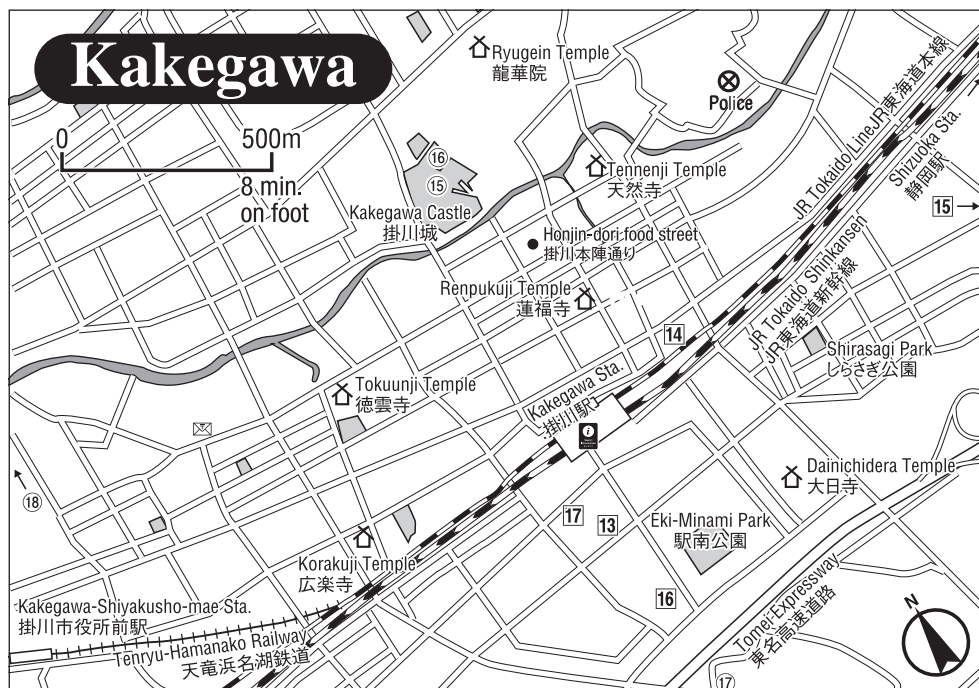 Kakegawa
0 500m
8 min.
on foot
Ryugein Temple
龍華院
Police
⑯
⑮
Kakegawa Castle
掛川城
Tennenji Temple
天然寺
Honjin-dori food street
掛川本陣通り
Renpukuji Temple
蓮福寺
JR Tokaido Line JR東海道本線
Shizuoka Sta.
静岡駅
15
JR Tokaido Shinkansen
JR東海道新幹線
14
Shirasagi Park
しらさぎ公園
Kakegawa Sta.
掛川駅
i
Tokuunji Temple
徳雲寺
⑱
Dainichidera Temple
大日寺
17
13
Eki-Minami Park
駅南公園
16
Korakuji Temple
広楽寺
Kakegawa-Shiyakusho-mae Sta.
掛川市役所前駅
Tenryu-Hamanako Railway
天竜浜名湖鉄道
Tomei Expressway
東名高速道路
⑰
N